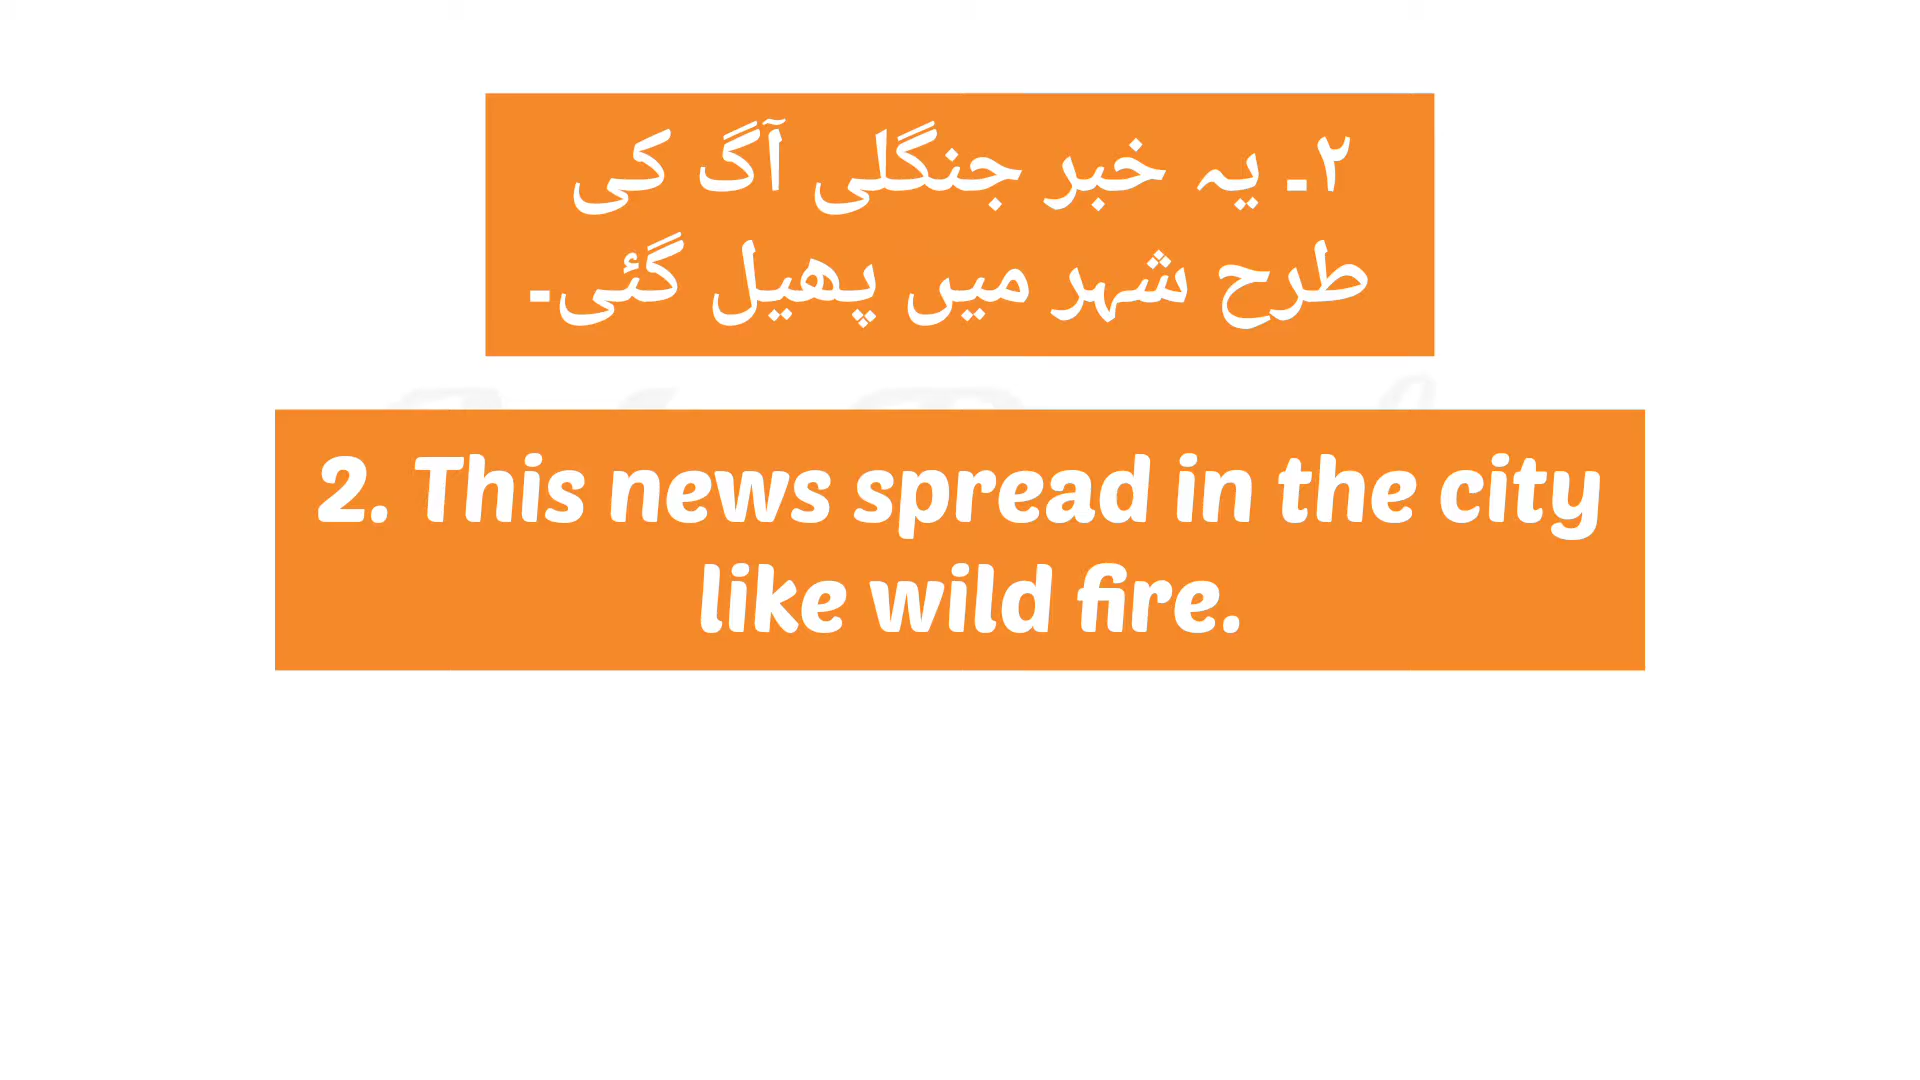 ۲۔ یہ خبر جنگلی آگ کی
طرح شہر میں پھیل گئی۔
2. This news spread in the city
like wild fire.